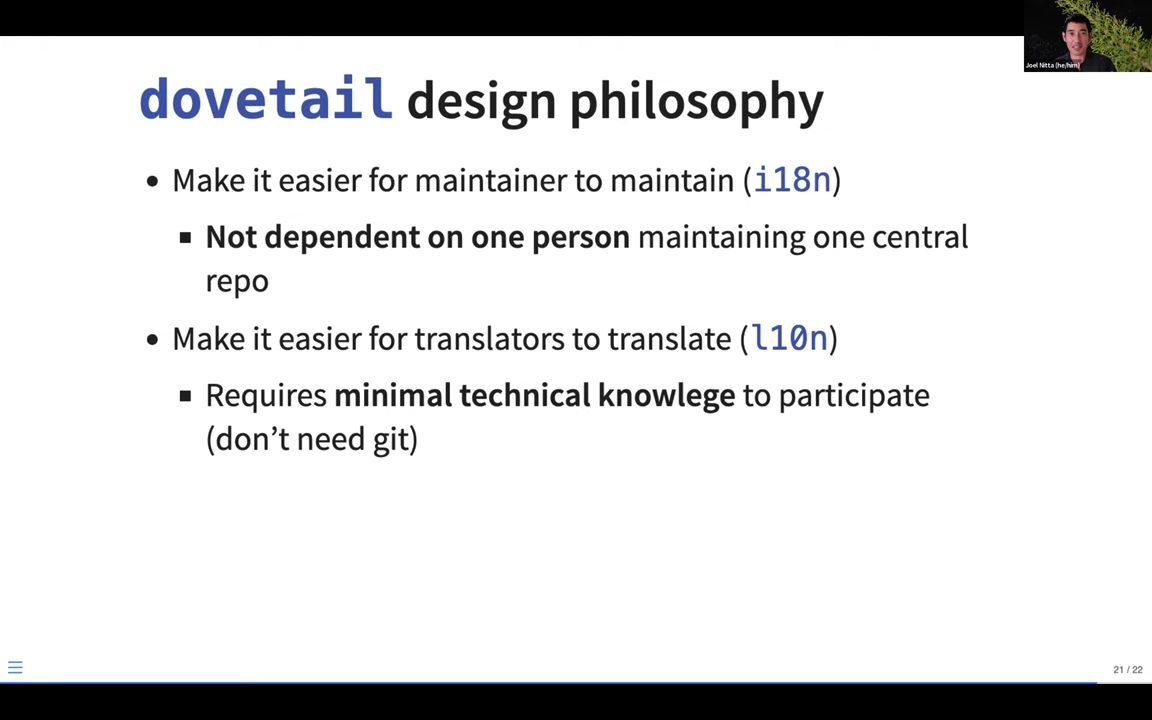 Joel Nitta (he/him)
dovetail design philosophy
• Make it easier for maintainer to maintain (i18n)
▪ Not dependent on one person maintaining one central
repo
• Make it easier for translators to translate (l10n)
▪ Requires minimal technical knowlege to participate
(don’t need git)
21 / 22